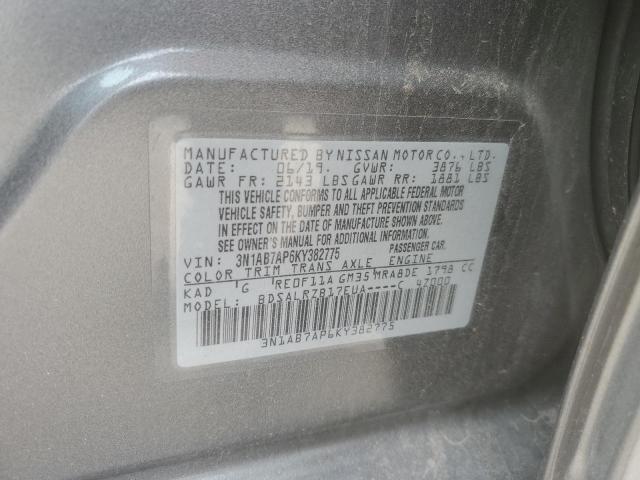 MANUFACTURED BY NISSAN MOTOR CO., LTD.
DATE: 06/19. GVWR: 3876 LBS
GAWR FR: 2143 LBS GAWR RR: 1881 LBS
THIS VEHICLE CONFORMS TO ALL APPLICABLE FEDERAL MOTOR
VEHICLE SAFETY, BUMPER AND THEFT PREVENTION STANDARDS
IN EFFECT ON THE DATE OF MANUFACTURE SHOWN ABOVE.
SEE OWNER'S MANUAL FOR ADDITIONAL INFORMATION.
VIN: 3N1AB7AP6KY382775 PASSENGER CAR.
COLOR TRIM TRANS AXLE ENGINE
KAD G RE0F11A GM35 MRA8DE 1798 CC
BDSALRZB17EUA----C 4Z000
3N1AB7AP6KY382775